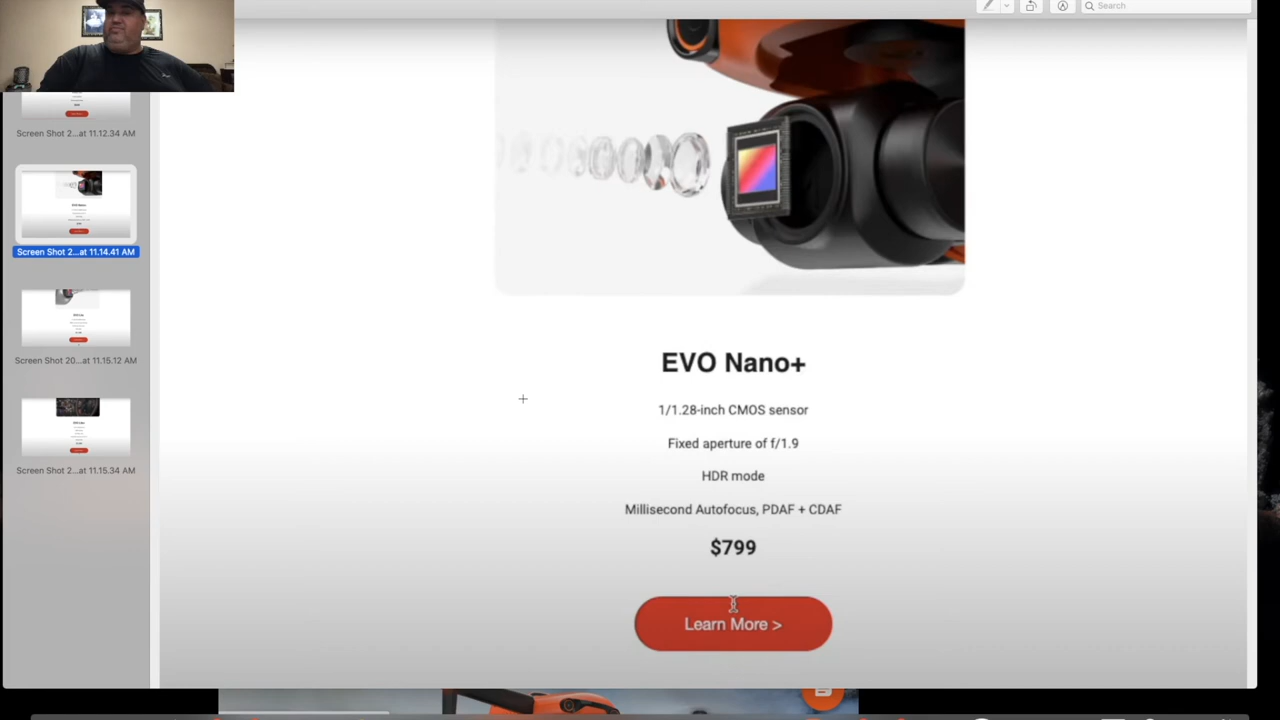 Search
Screen Shot 2...at 11.12.34 AM
Screen Shot 2...at 11.14.41 AM
Screen Shot 20...at 11.15.12 AM
Screen Shot 2...at 11.15.34 AM
EVO Nano+
1/1.28-inch CMOS sensor
Fixed aperture of f/1.9
HDR mode
Millisecond Autofocus, PDAF + CDAF
$799
Learn More >